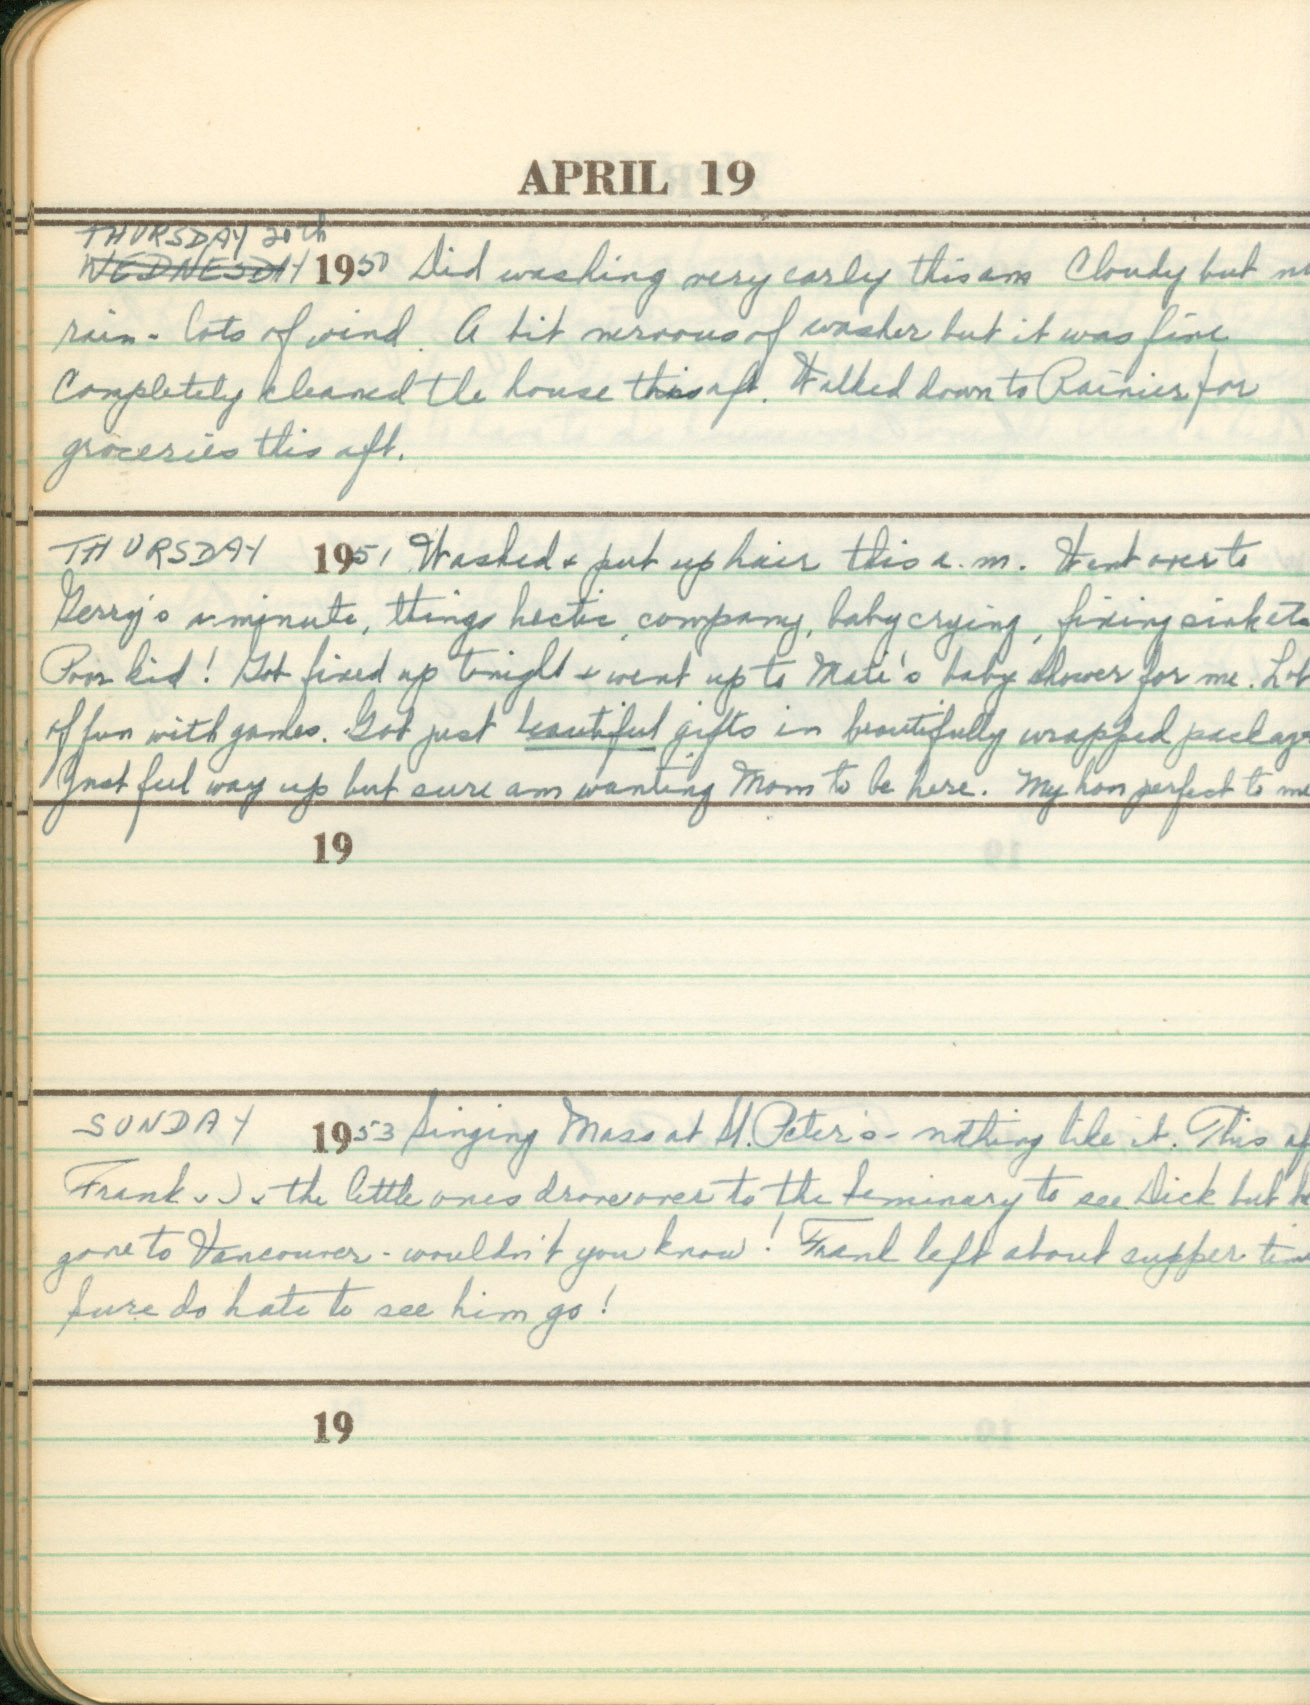 APRIL 19
THURSDAY 20th
WEDNESDAY 1950 Did washing very early this am Cloudy but no
rain - lots of wind. A bit nervous of washer but it was fine
Completely cleaned the house this aft. Walked down to Rainier for
groceries this aft.
THURSDAY 1951 Washed & put up hair this a.m. Went over to
Gerry's a minute, things hectic, company, baby crying, fixing sink etc
Poor kid! Got fixed up tonight & went up to Mate's baby shower for me. Lot
of fun with games. Got just beautiful gifts in beautifully wrapped packag
Just feel way up but sure am wanting Mom to be here. My hon perfect to me
19
SUNDAY 1953 Singing Mass at St. Peter's - nothing like it. This af
Frank, J, & the little ones drove over to the Seminary to see Dick but he
gone to Vancouver - wouldn't you know! Frank left about supper time
Sure do hate to see him go!
19